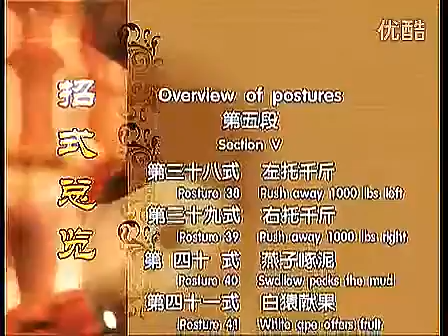 优酷
招式总览
Overview of postures
第五段
Section V
第三十八式 左托千斤
Posture 38 Push away 1000 lbs left
第三十九式 右托千斤
Posture 39 Push away 1000 lbs right
第四十式 燕子啄泥
Posture 40 Swallow pecks the mud
第四十一式 白猿献果
Posture 41 White ape offers fruit